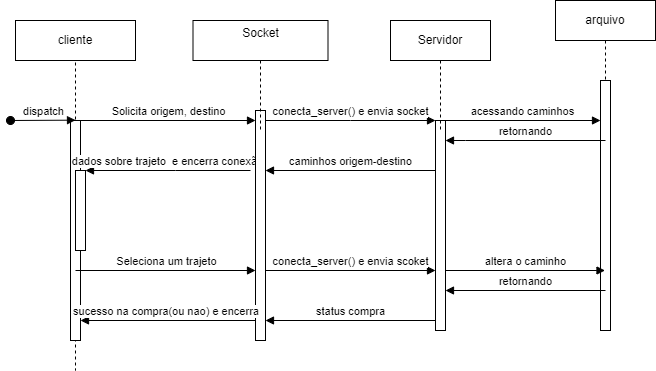 cliente
Socket
Servidor
arquivo
dispatch
Solicita origem, destino
conecta_server() e envia socket
acessando caminhos
retornando
dados sobre trajeto e encerra conexã
caminhos origem-destino
Seleciona um trajeto
conecta_server() e envia scoket
altera o caminho
retornando
sucesso na compra(ou nao) e encerra
status compra